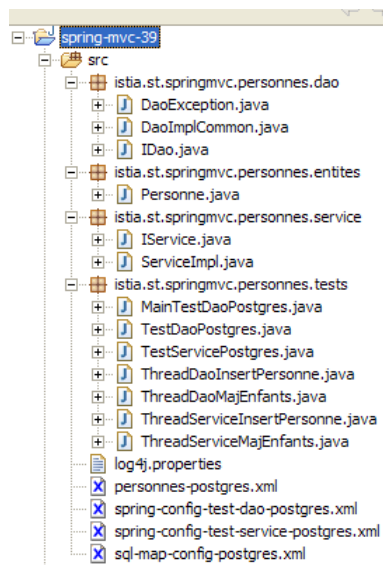 spring-mvc-39
src
istia.st.springmvc.personnes.dao
DaoException.java
DaoImplCommon.java
IDao.java
istia.st.springmvc.personnes.entites
Personne.java
istia.st.springmvc.personnes.service
IService.java
ServiceImpl.java
istia.st.springmvc.personnes.tests
MainTestDaoPostgres.java
TestDaoPostgres.java
TestServicePostgres.java
ThreadDaoInsertPersonne.java
ThreadDaoMajEnfants.java
ThreadServiceInsertPersonne.java
ThreadServiceMajEnfants.java
log4j.properties
personnes-postgres.xml
spring-config-test-dao-postgres.xml
spring-config-test-service-postgres.xml
sql-map-config-postgres.xml